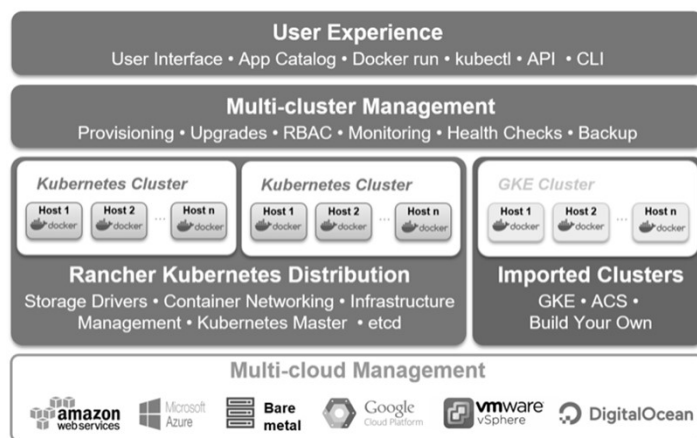 User Experience
User Interface • App Catalog • Docker run • kubectl • API • CLI
Multi-cluster Management
Provisioning • Upgrades • RBAC • Monitoring • Health Checks • Backup
Kubernetes Cluster
Host 1 Host 2 ... Host n
docker docker docker
Kubernetes Cluster
Host 1 Host 2 ... Host n
docker docker docker
Rancher Kubernetes Distribution
Storage Drivers • Container Networking • Infrastructure
Management • Kubernetes Master • etcd
GKE Cluster
Host 1 Host 2 ... Host n
docker docker docker
Imported Clusters
GKE • ACS •
Build Your Own
Multi-cloud Management
amazon
webservices
Microsoft
Azure
Bare
metal
Google
Cloud Platform
vmware
vSphere
DigitalOcean